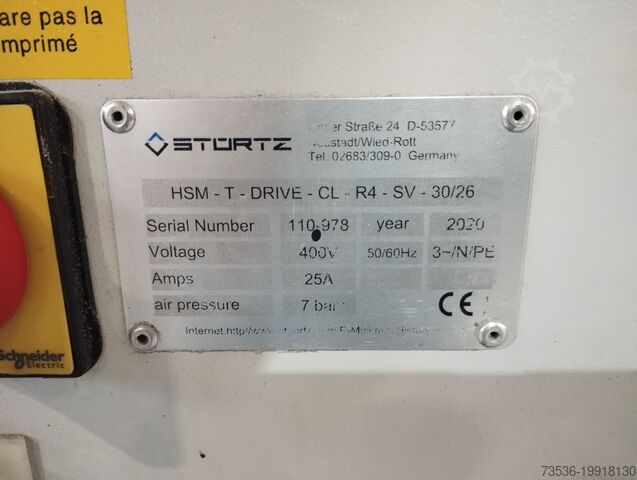 are pas la
mprimé
STÜRTZ
Straße 24 D-53577
Neustadt/Wied-Rott
Tel. 02683/309-0 Germany
HSM - T - DRIVE - CL - R4 - SV - 30/26
Serial Number 110-978 year 2020
Voltage 400V 50/60Hz 3~/N/PE
Amps 25A
air pressure 7 bar
CE
Schneider
Electric
73536-19918130